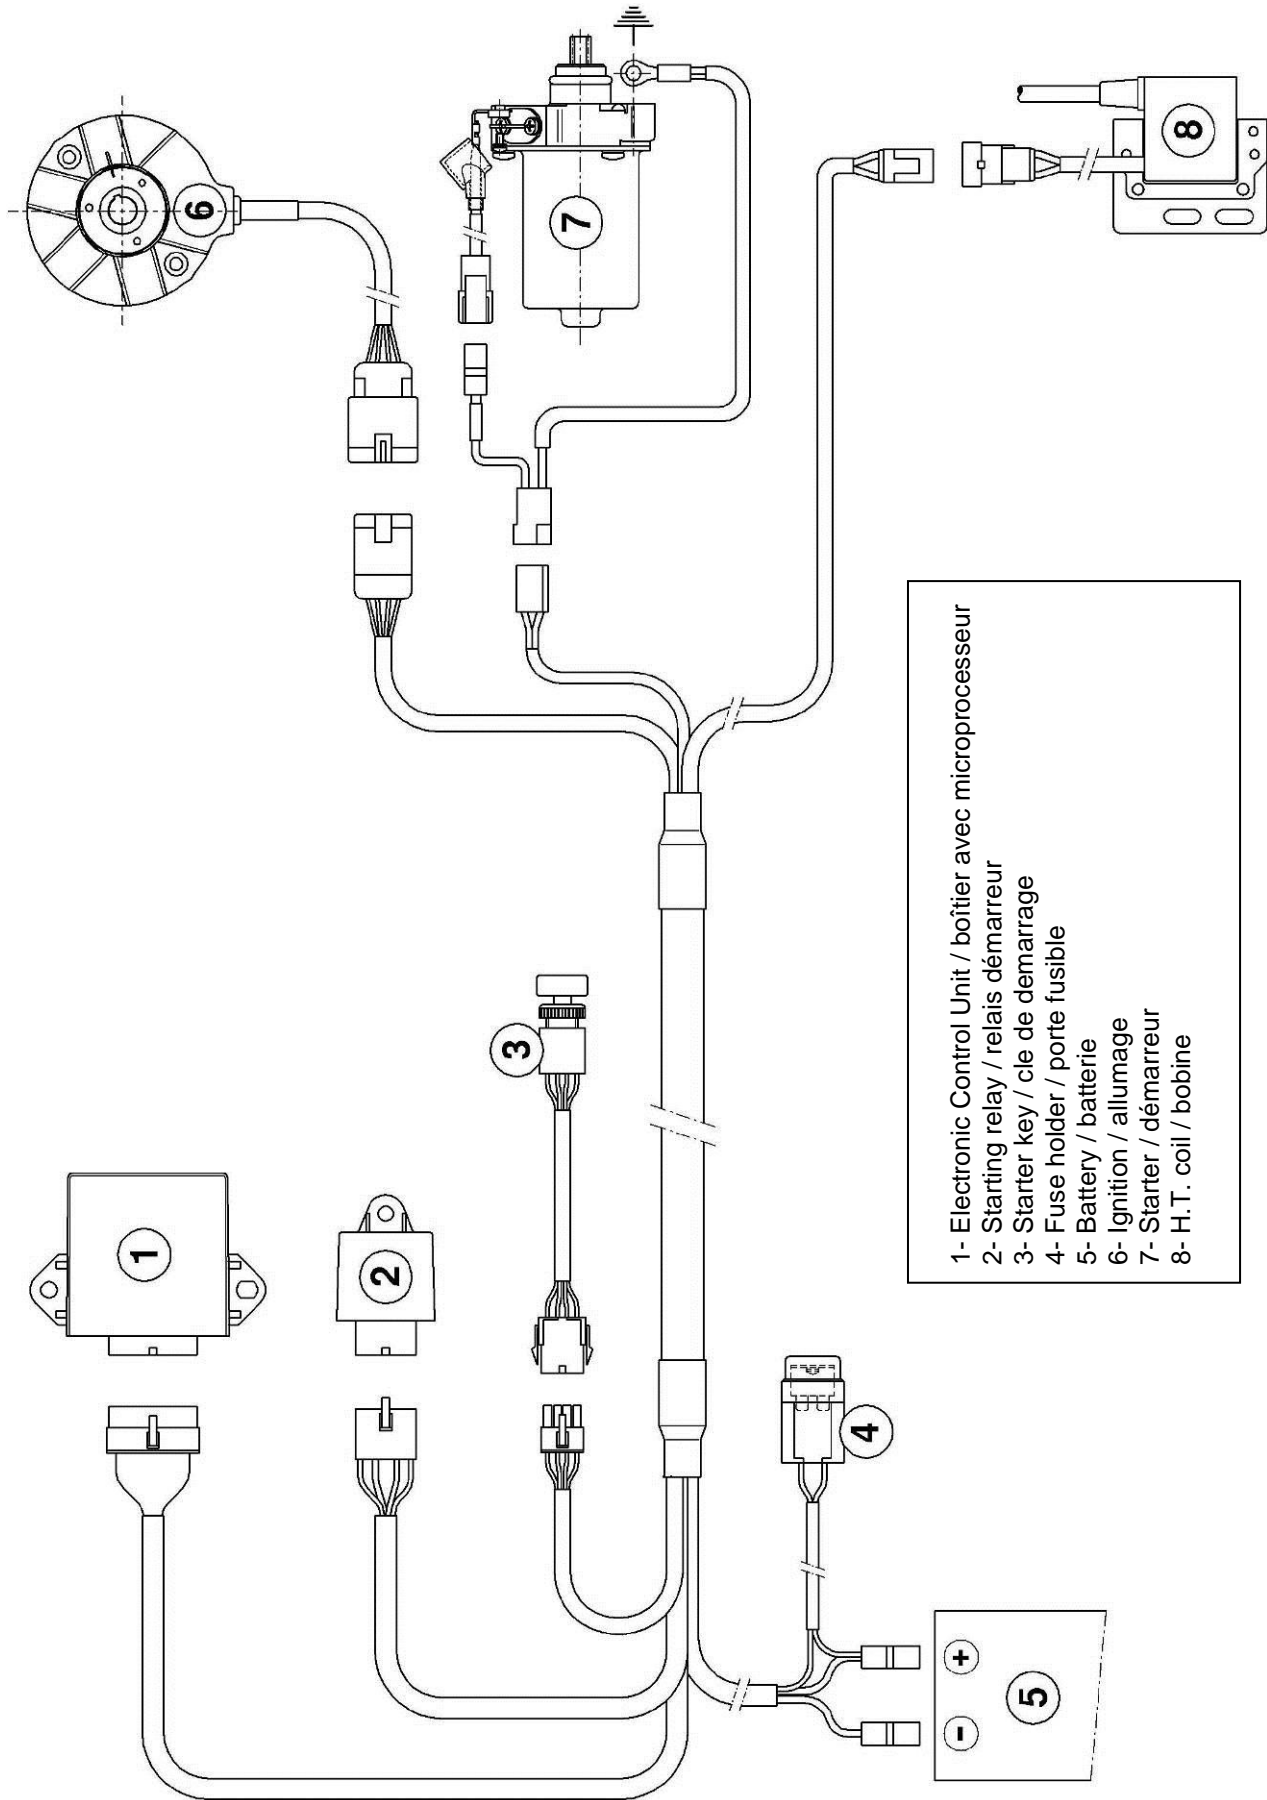 6
7
8
3
1
2
4
+
-
5
1- Electronic Control Unit / boîtier avec microprocesseur
2- Starting relay / relais démarreur
3- Starter key / cle de demarrage
4- Fuse holder / porte fusible
5- Battery / batterie
6- Ignition / allumage
7- Starter / démarreur
8- H.T. coil / bobine